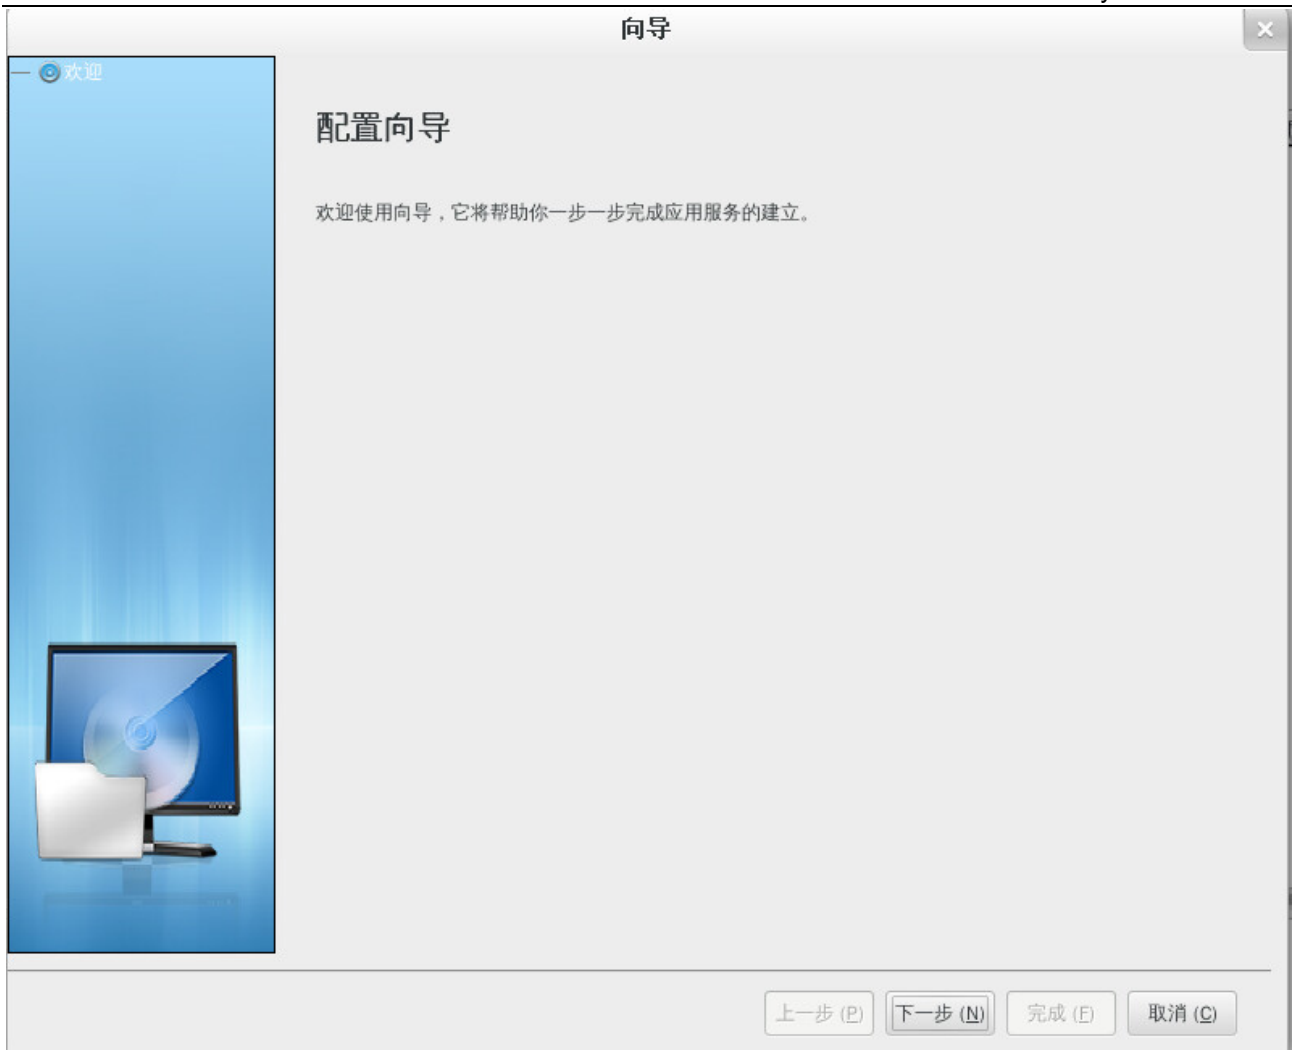 向导
欢迎
配置向导
欢迎使用向导，它将帮助你一步一步完成应用服务的建立。
上一步 (P) 下一步 (N) 完成 (F) 取消 (C)